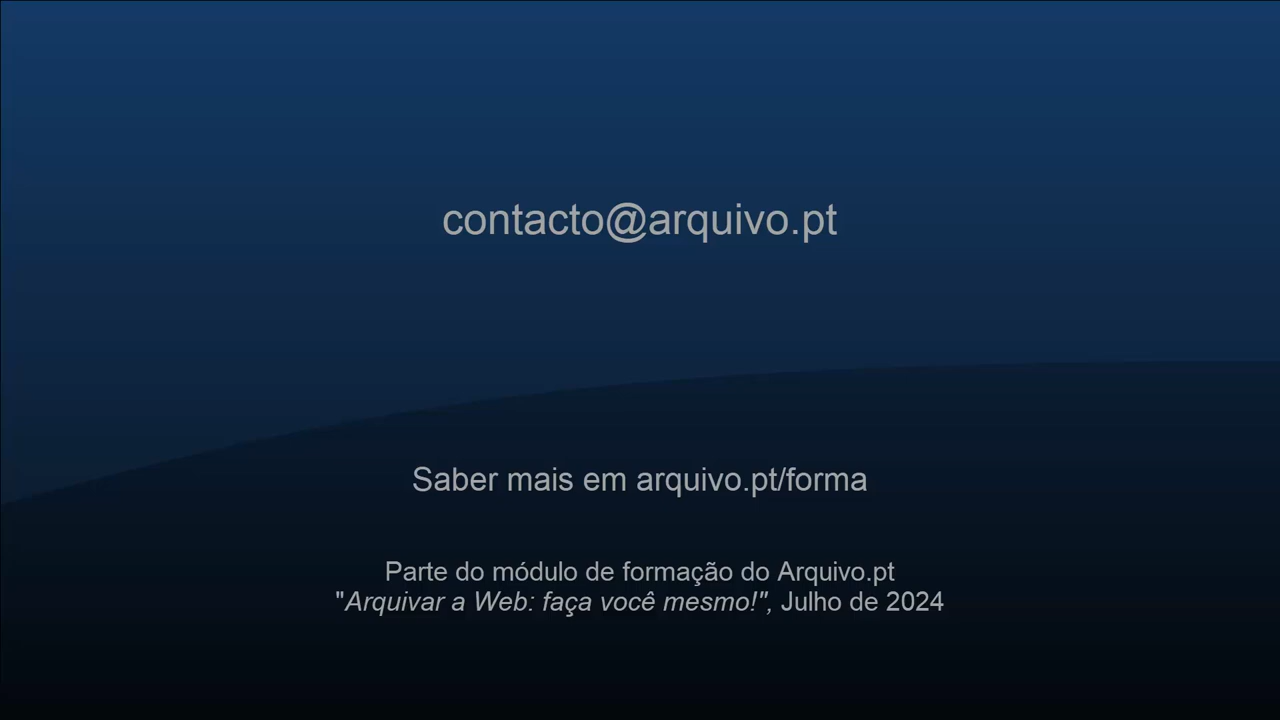 contacto@arquivo.pt
Saber mais em arquivo.pt/forma
Parte do módulo de formação do Arquivo.pt
"Arquivar a Web: faça você mesmo!", Julho de 2024